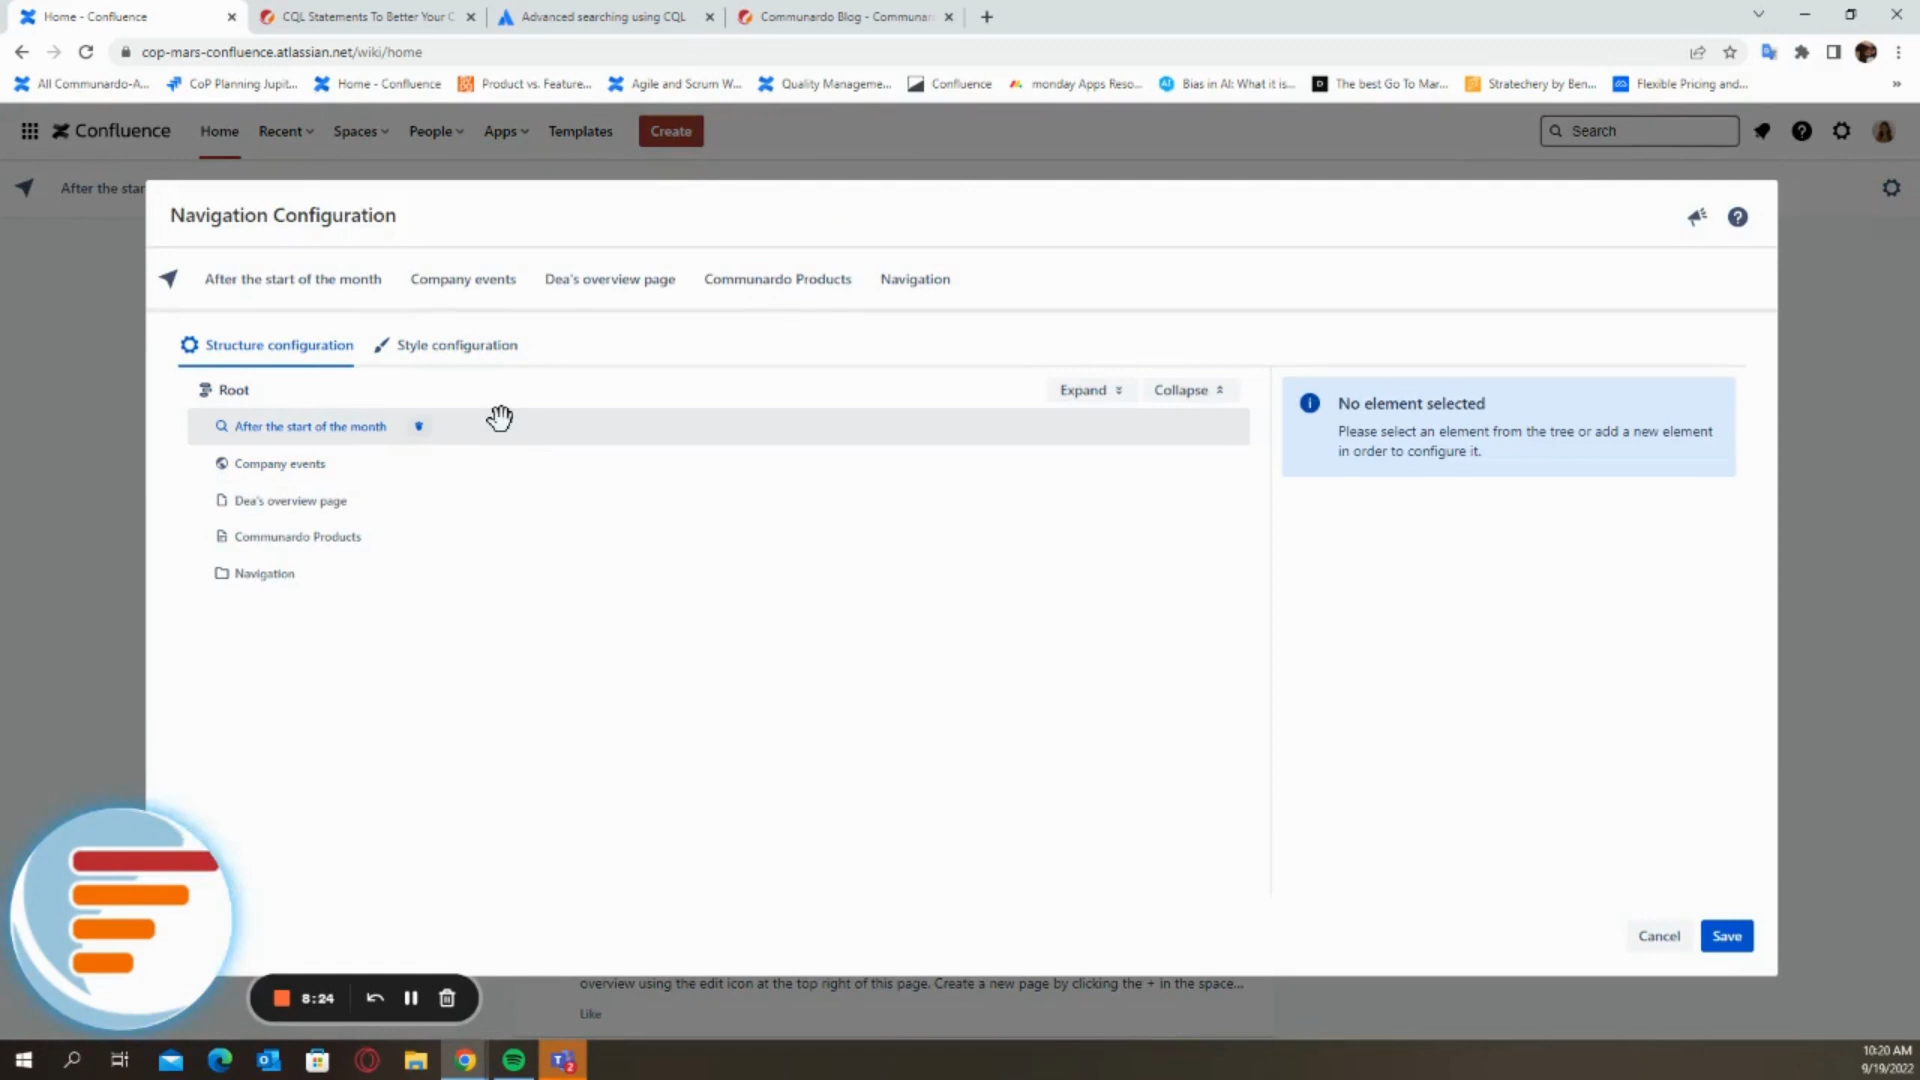 Home - Confluence
CQL Statements To Better Your C
Advanced searching using CQL
Communardo Blog - Communar
cop-mars-confluence.atlassian.net/wiki/home
All Communardo-A...
CoP Planning Jupit...
Home - Confluence
Product vs. Feature...
Agile and Scrum W...
Quality Manageme...
Confluence
monday Apps Reso...
Bias in AI: What it is...
The best Go To Mar...
Stratechery by Ben...
Flexible Pricing and...
Confluence
Home
Recent
Spaces
People
Apps
Templates
Create
Search
After the star
Navigation Configuration
After the start of the month
Company events
Dea's overview page
Communardo Products
Navigation
Structure configuration
Style configuration
Root
Expand
Collapse
After the start of the month
Company events
Dea's overview page
Communardo Products
Navigation
No element selected
Please select an element from the tree or add a new element
in order to configure it.
Cancel
Save
overview using the edit icon at the top right of this page. Create a new page by clicking the + in the space...
Like
8:24
10:20 AM
9/19/2022